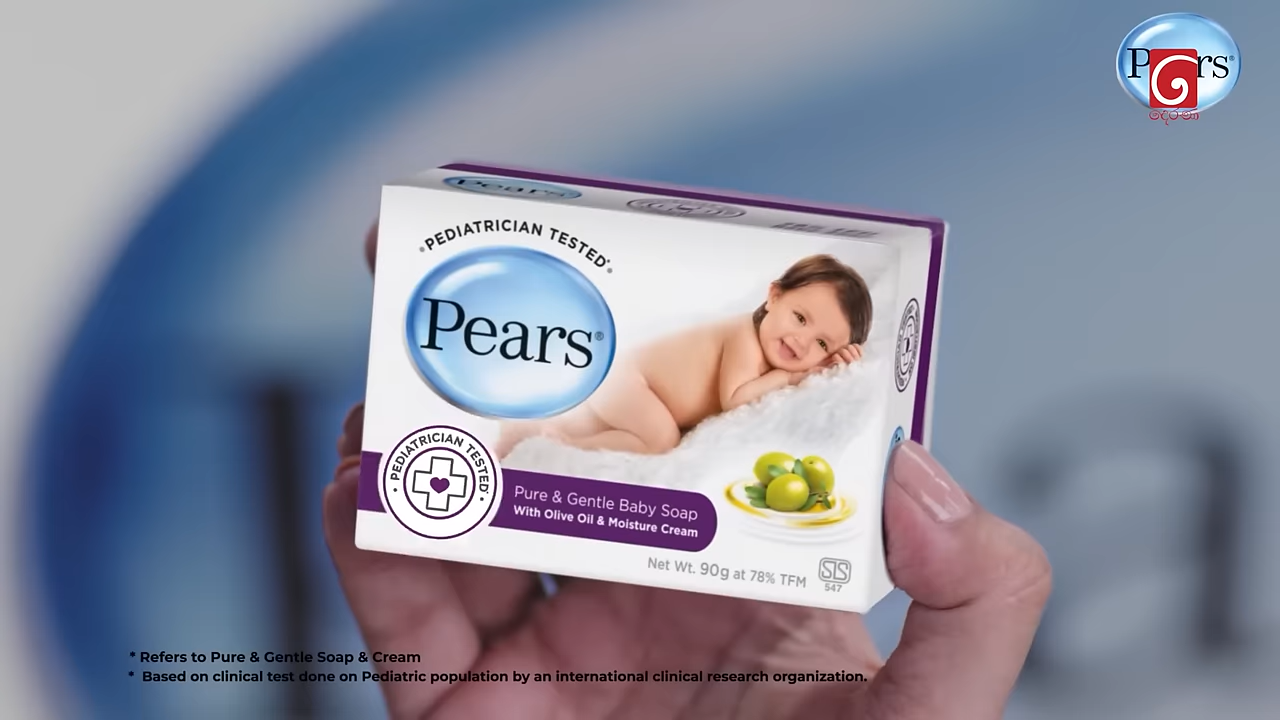 Pears
දෙරණ
Pears
PEDIATRICIAN TESTED*
Pears®
PEDIATRICIAN TESTED*
Pure & Gentle Baby Soap
With Olive Oil & Moisture Cream
Net Wt. 90g at 78% TFM
SLS
547
* Refers to Pure & Gentle Soap & Cream
* Based on clinical test done on Pediatric population by an international clinical research organization.